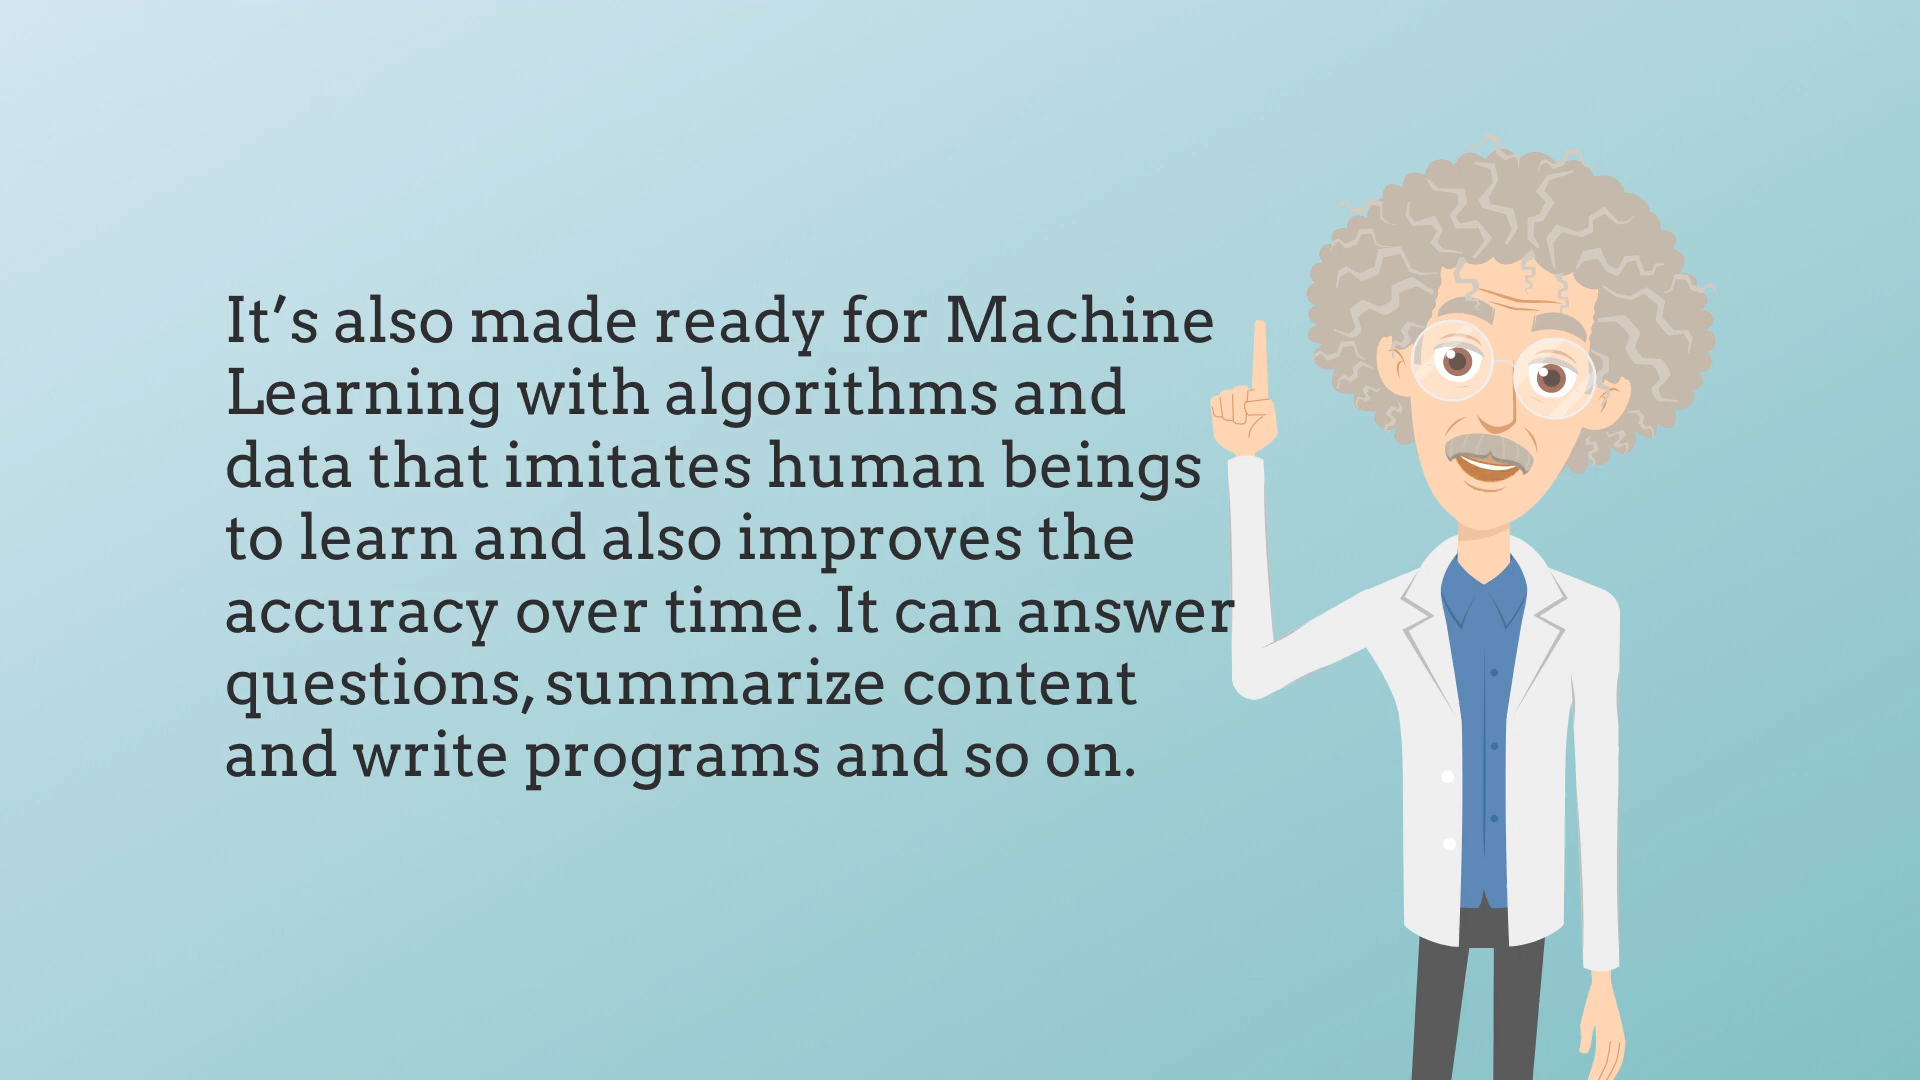 It’s also made ready for Machine
Learning with algorithms and
data that imitates human beings
to learn and also improves the
accuracy over time. It can answer
questions, summarize content
and write programs and so on.